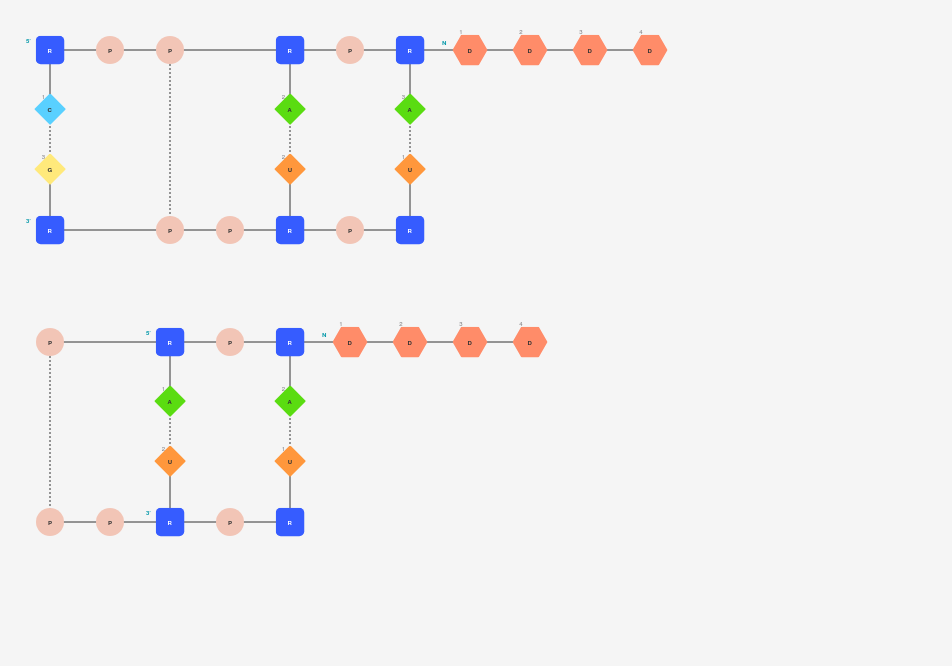 1 2 3 4
5' R P P R P R N D D D D
1 2 3
C A A
3 2 1
G U U
3' R P P R P R
1 2 3 4
P 5' R P R N D D D D
1 2
A A
2 1
U U
P P 3' R P R